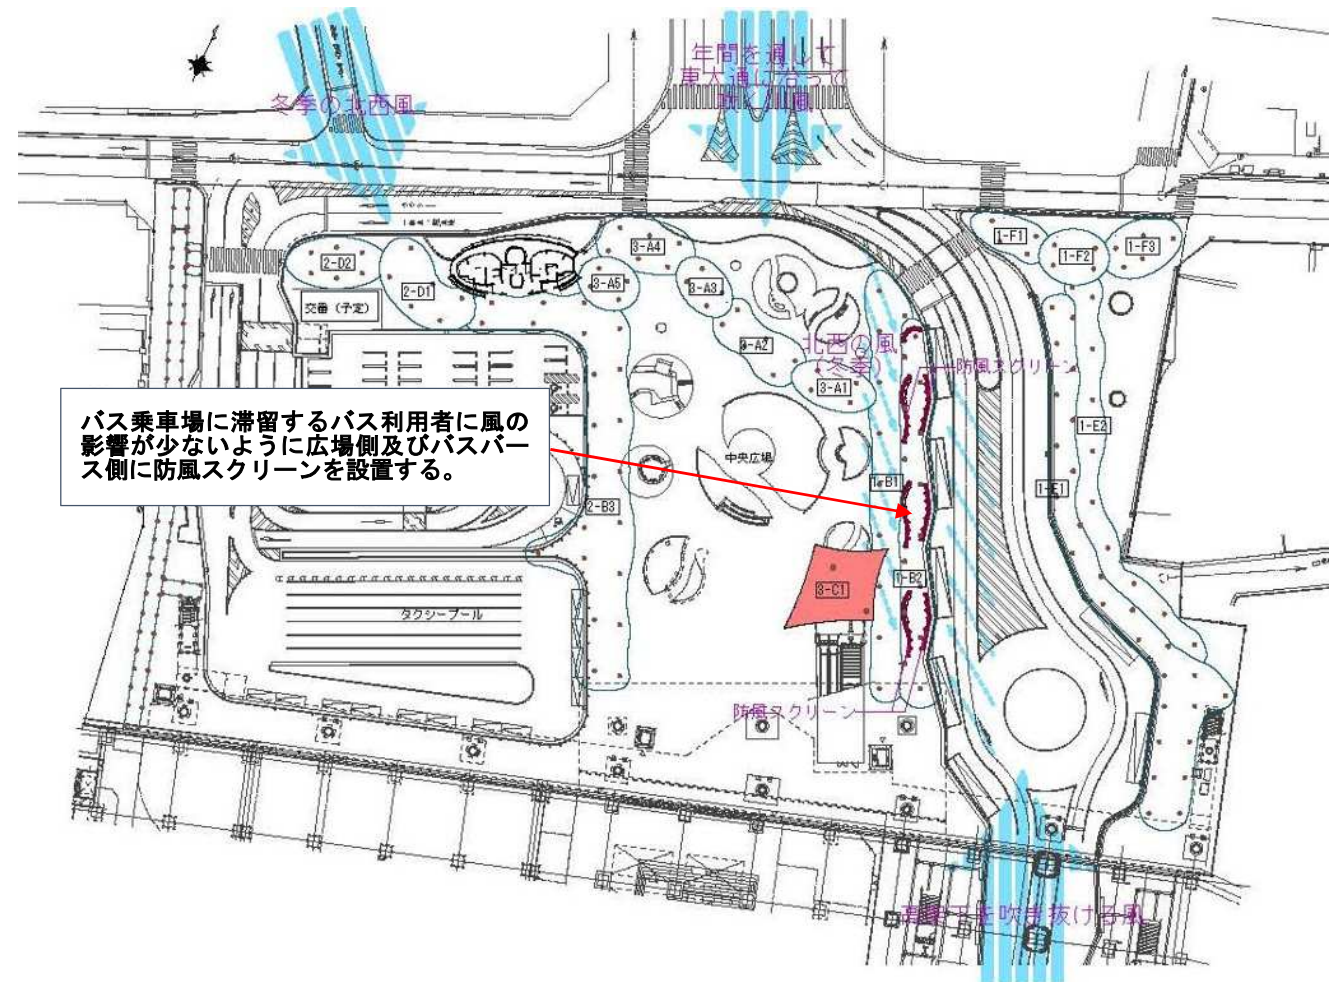 冬季の北西風
年間を通して
東大通に沿って
吹く川風
3-A4
1-F1
1-F2
1-F3
2-D2
2-D1
3-A5
3-A3
交番（予定）
3-A2
北西の風
（冬季）
防風スクリーン
3-A1
バス乗車場に滞留するバス利用者に風の
影響が少ないように広場側及びバスバー
ス側に防風スクリーンを設置する。
1-E2
中央広場
1-B1
1-E1
2-B3
1-B2
3-C1
タクシープール
防風スクリーン
高架下を吹き抜ける風